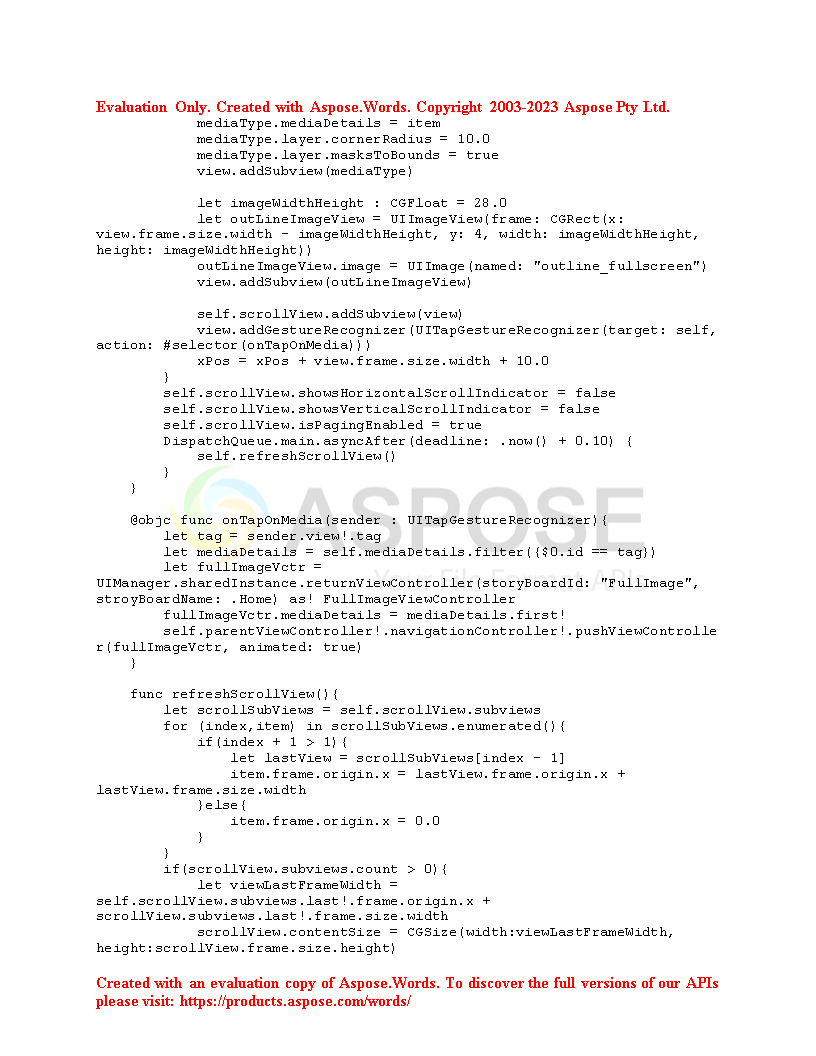 Evaluation Only. Created with Aspose.Words. Copyright 2003-2023 Aspose Pty Ltd.
            mediaType.mediaDetails = item
            mediaType.layer.cornerRadius = 10.0
            mediaType.layer.masksToBounds = true
            view.addSubview(mediaType)

            let imageWidthHeight : CGFloat = 28.0
            let outLineImageView = UIImageView(frame: CGRect(x:
view.frame.size.width - imageWidthHeight, y: 4, width: imageWidthHeight,
height: imageWidthHeight))
            outLineImageView.image = UIImage(named: "outline_fullscreen")
            view.addSubview(outLineImageView)

            self.scrollView.addSubview(view)
            view.addGestureRecognizer(UITapGestureRecognizer(target: self,
action: #selector(onTapOnMedia)))
            xPos = xPos + view.frame.size.width + 10.0
        }
        self.scrollView.showsHorizontalScrollIndicator = false
        self.scrollView.showsVerticalScrollIndicator = false
        self.scrollView.isPagingEnabled = true
        DispatchQueue.main.asyncAfter(deadline: .now() + 0.10) {
            self.refreshScrollView()
        }
    }

ASPOSE
    @objc func onTapOnMedia(sender : UITapGestureRecognizer){
        let tag = sender.view!.tag
        let mediaDetails = self.mediaDetails.filter({$0.id == tag})
        let fullImageVctr =
Your File Format APIs
UIManager.sharedInstance.returnViewController(storyBoardId: "FullImage",
stroyBoardName: .Home) as! FullImageViewController
        fullImageVctr.mediaDetails = mediaDetails.first!
        self.parentViewController!.navigationController!.pushViewControlle
r(fullImageVctr, animated: true)
    }

    func refreshScrollView(){
        let scrollSubViews = self.scrollView.subviews
        for (index,item) in scrollSubViews.enumerated(){
            if(index + 1 > 1){
                let lastView = scrollSubViews[index - 1]
                item.frame.origin.x = lastView.frame.origin.x +
lastView.frame.size.width
            }else{
                item.frame.origin.x = 0.0
            }
        }
        if(scrollView.subviews.count > 0){
            let viewLastFrameWidth =
self.scrollView.subviews.last!.frame.origin.x +
scrollView.subviews.last!.frame.size.width
            scrollView.contentSize = CGSize(width:viewLastFrameWidth,
height:scrollView.frame.size.height)

Created with an evaluation copy of Aspose.Words. To discover the full versions of our APIs
please visit: https://products.aspose.com/words/